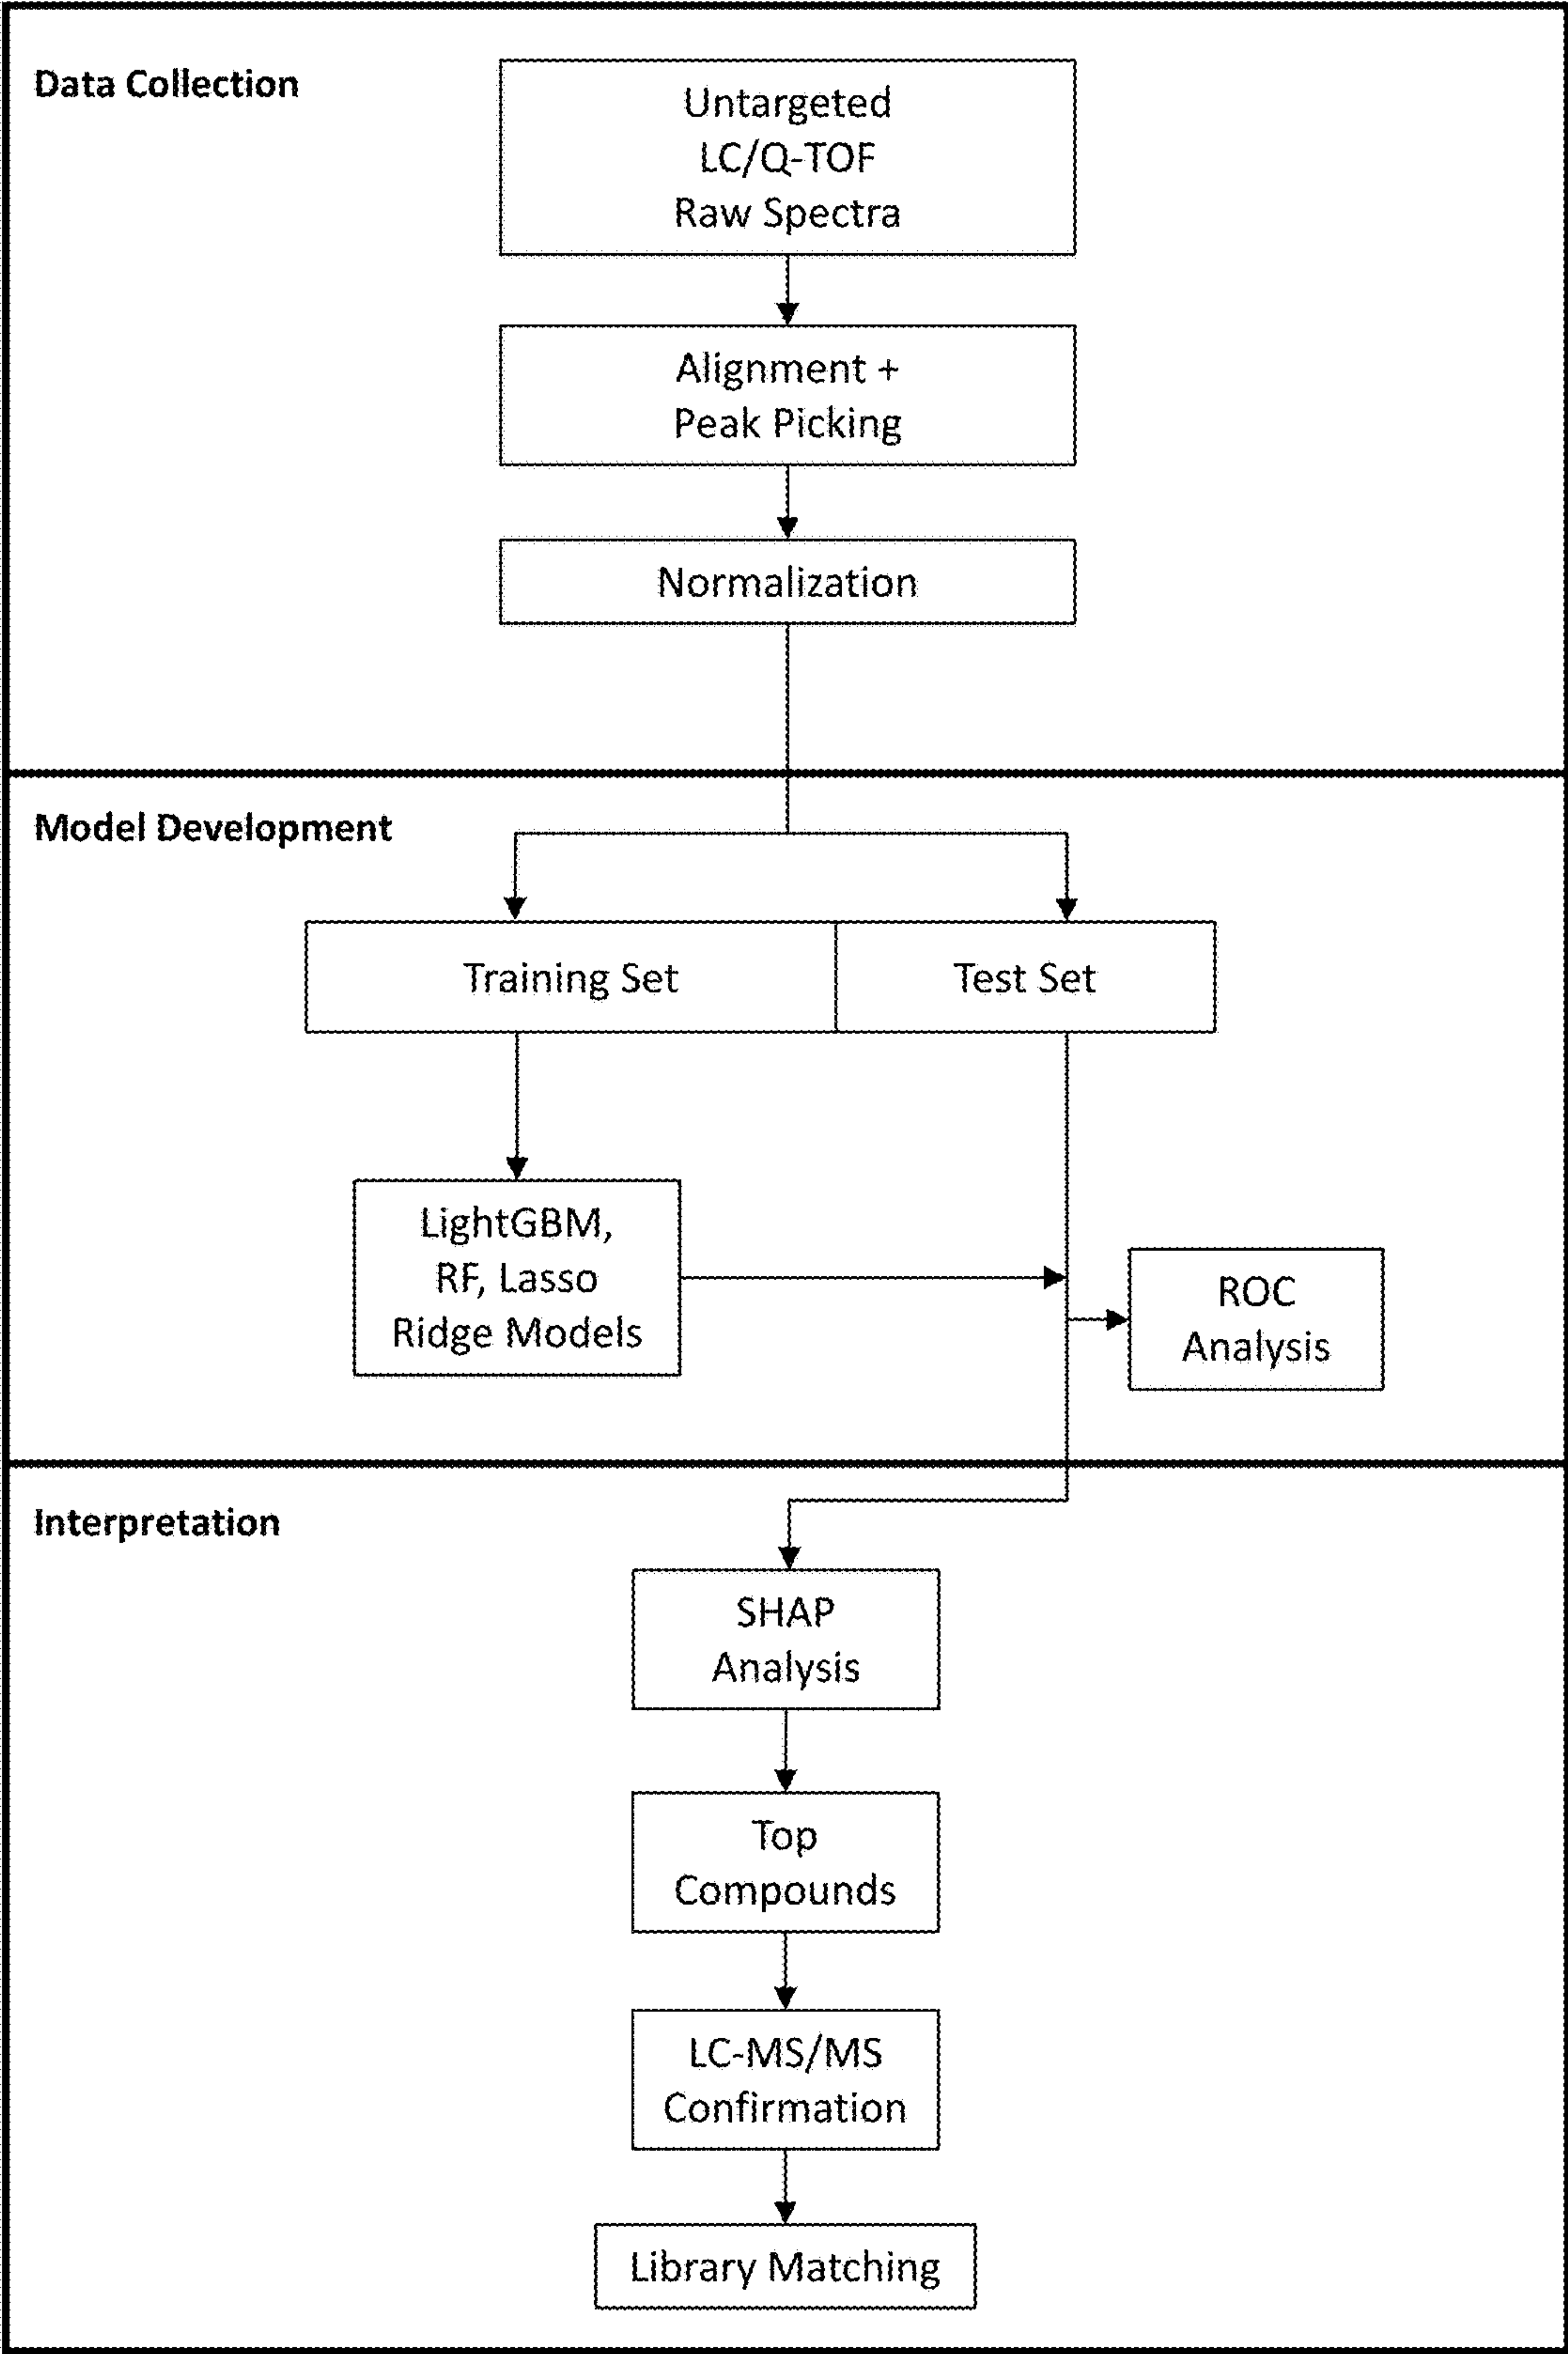 Data Collection
Untargeted
LC/Q-TOF
Raw Spectra
Alignment +
Peak Picking
Normalization
Model Development
Training Set
Test Set
LightGBM,
RF, Lasso
Ridge Models
ROC
Analysis
Interpretation
SHAP
Analysis
Top
Compounds
LC-MS/MS
Confirmation
Library Matching